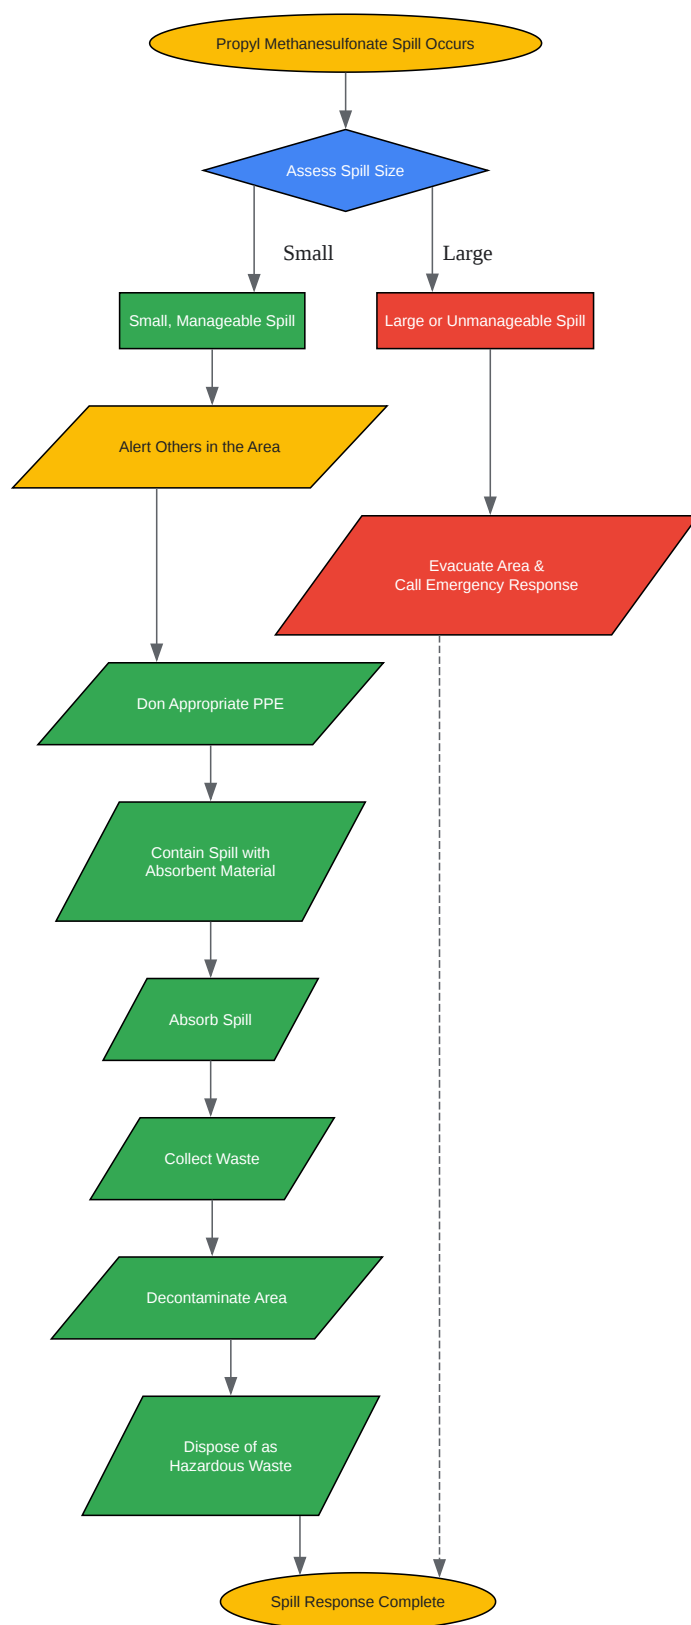 Propyl Methanesulfonate Spill Occurs
Assess Spill Size
Small
Large
Small, Manageable Spill
Large or Unmanageable Spill
Alert Others in the Area
Evacuate Area &
Call Emergency Response
Don Appropriate PPE
Contain Spill with
Absorbent Material
Absorb Spill
Collect Waste
Decontaminate Area
Dispose of as
Hazardous Waste
Spill Response Complete